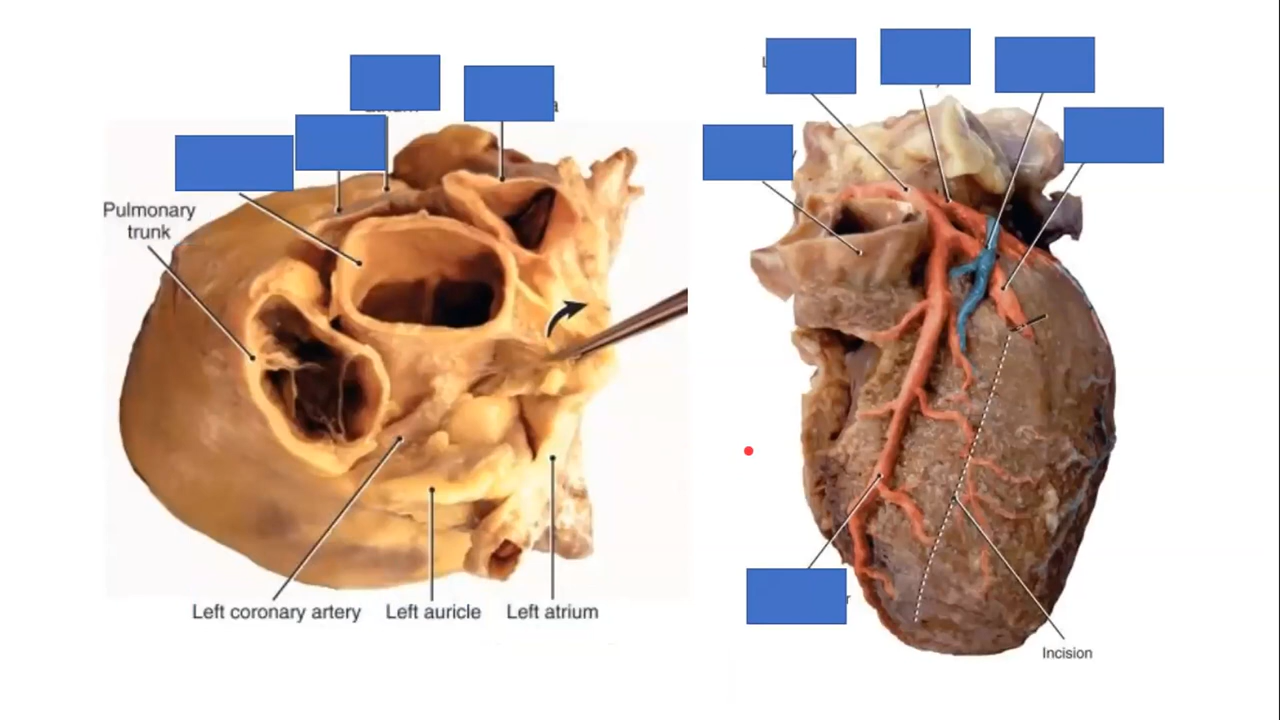 Pulmonary
trunk
Left coronary artery
Left auricle
Left atrium
Incision